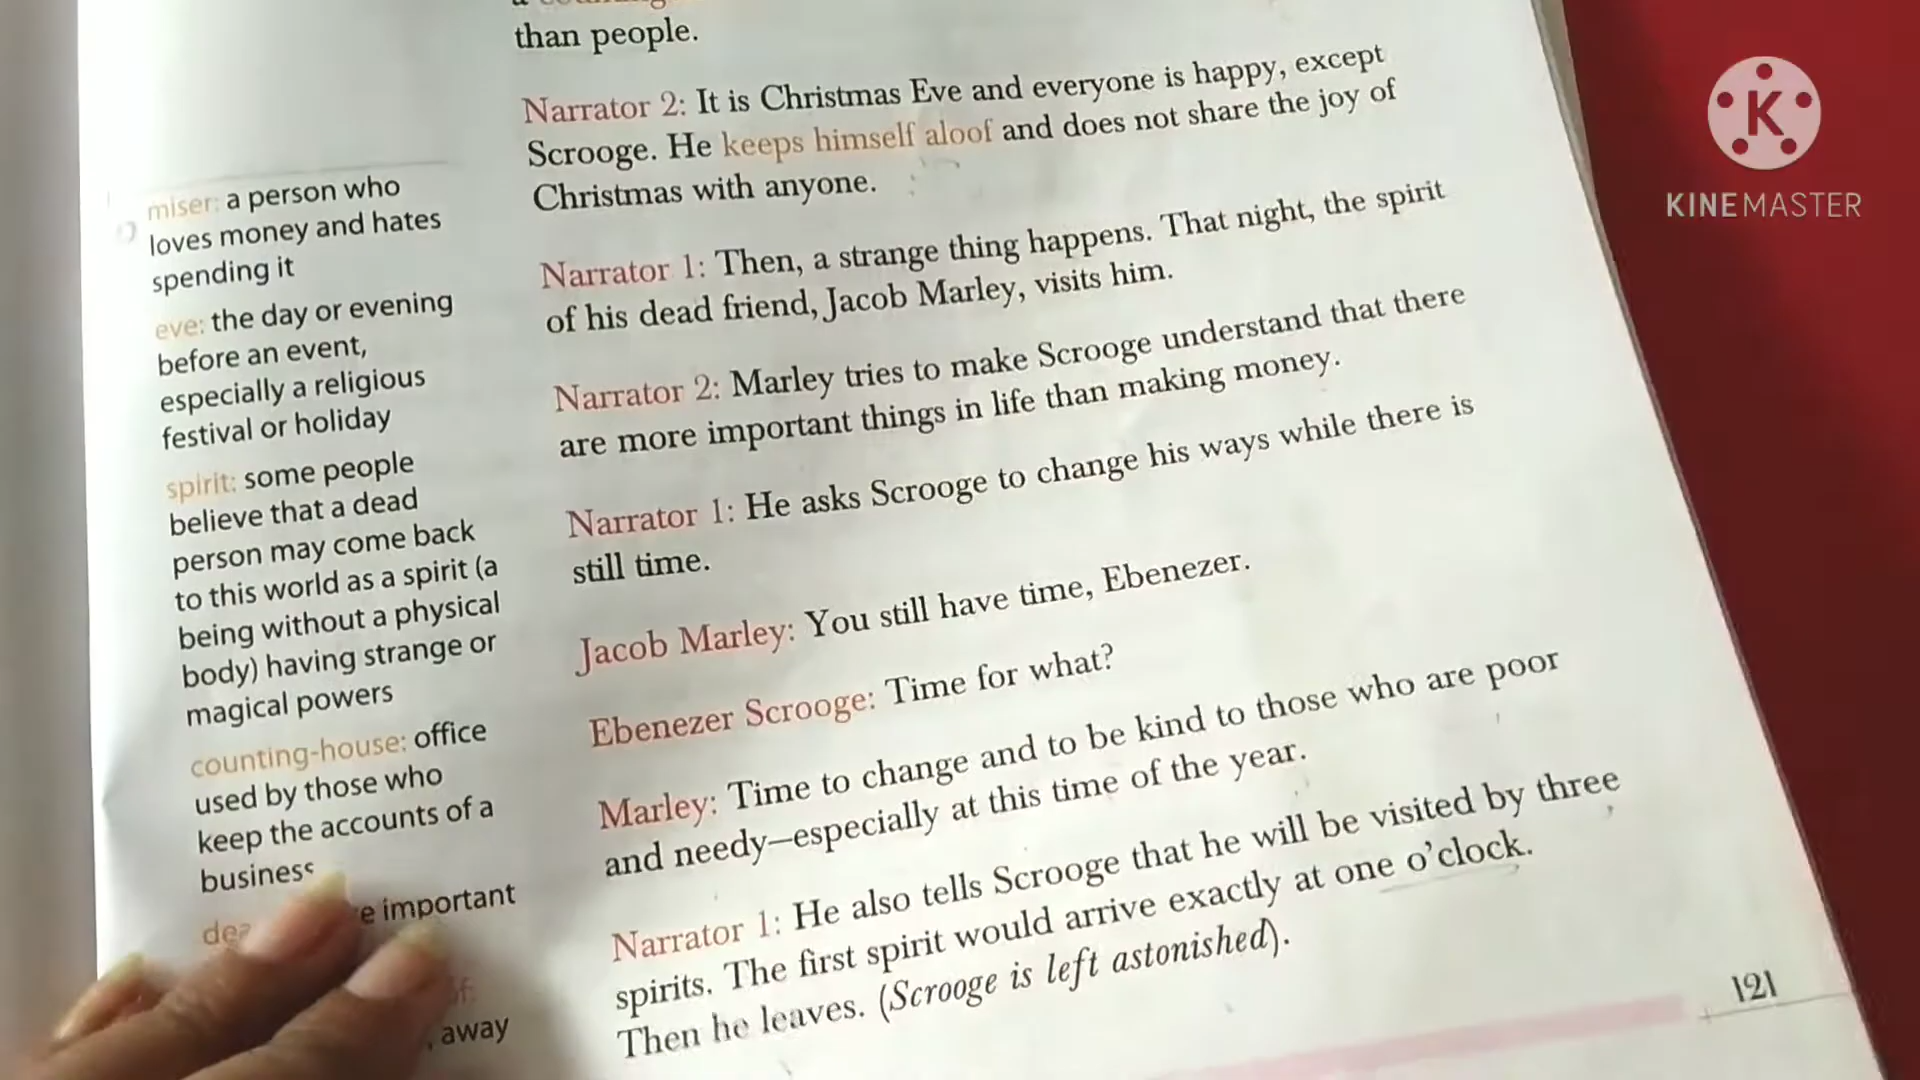 than people.
Narrator 2: It is Christmas Eve and everyone is happy, except
Scrooge. He keeps himself aloof and does not share the joy of
Christmas with anyone.
Narrator 1: Then, a strange thing happens. That night, the spirit
of his dead friend, Jacob Marley, visits him.
Narrator 2: Marley tries to make Scrooge understand that there
are more important things in life than making money.
Narrator 1: He asks Scrooge to change his ways while there is
still time.
Jacob Marley: You still have time, Ebenezer.
Ebenezer Scrooge: Time for what?
Marley: Time to change and to be kind to those who are poor
and needy—especially at this time of the year.
Narrator 1: He also tells Scrooge that he will be visited by three
spirits. The first spirit would arrive exactly at one o'clock.
Then he leaves. (Scrooge is left astonished).
miser: a person who
loves money and hates
spending it
eve: the day or evening
before an event,
especially a religious
festival or holiday
spirit: some people
believe that a dead
person may come back
to this world as a spirit (a
being without a physical
body) having strange or
magical powers
counting-house: office
used by those who
keep the accounts of a
business
important
away
121
K
KINEMASTER